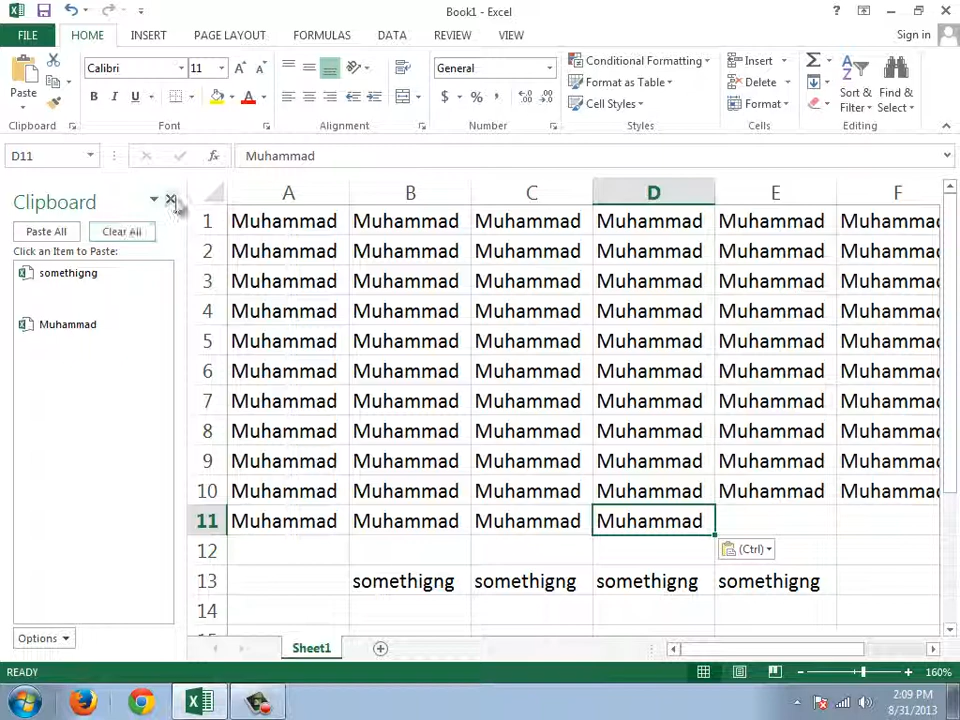 Book1 - Excel
?
FILE HOME INSERT PAGE LAYOUT FORMULAS DATA REVIEW VIEW Sign in
Paste Calibri 11 General Conditional Formatting Insert
Format as Table Delete
B I U $ % Cell Styles Format Sort & Filter Find & Select
Clipboard Font Alignment Number Styles Cells Editing
D11 fx Muhammad
Clipboard
Paste All Clear All
Click an Item to Paste:
somethigng
Muhammad
Options
A B C D E F
1 Muhammad Muhammad Muhammad Muhammad Muhammad Muhammad
2 Muhammad Muhammad Muhammad Muhammad Muhammad Muhammad
3 Muhammad Muhammad Muhammad Muhammad Muhammad Muhammad
4 Muhammad Muhammad Muhammad Muhammad Muhammad Muhammad
5 Muhammad Muhammad Muhammad Muhammad Muhammad Muhammad
6 Muhammad Muhammad Muhammad Muhammad Muhammad Muhammad
7 Muhammad Muhammad Muhammad Muhammad Muhammad Muhammad
8 Muhammad Muhammad Muhammad Muhammad Muhammad Muhammad
9 Muhammad Muhammad Muhammad Muhammad Muhammad Muhammad
10 Muhammad Muhammad Muhammad Muhammad Muhammad Muhammad
11 Muhammad Muhammad Muhammad Muhammad
12 (Ctrl)
13 somethigng somethigng somethigng somethigng
14
Sheet1
READY 160%
2:09 PM
8/31/2013